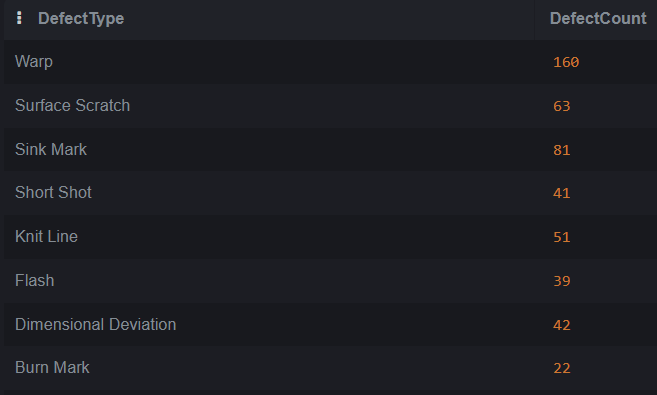 DefectType DefectCount
Warp 160
Surface Scratch 63
Sink Mark 81
Short Shot 41
Knit Line 51
Flash 39
Dimensional Deviation 42
Burn Mark 22